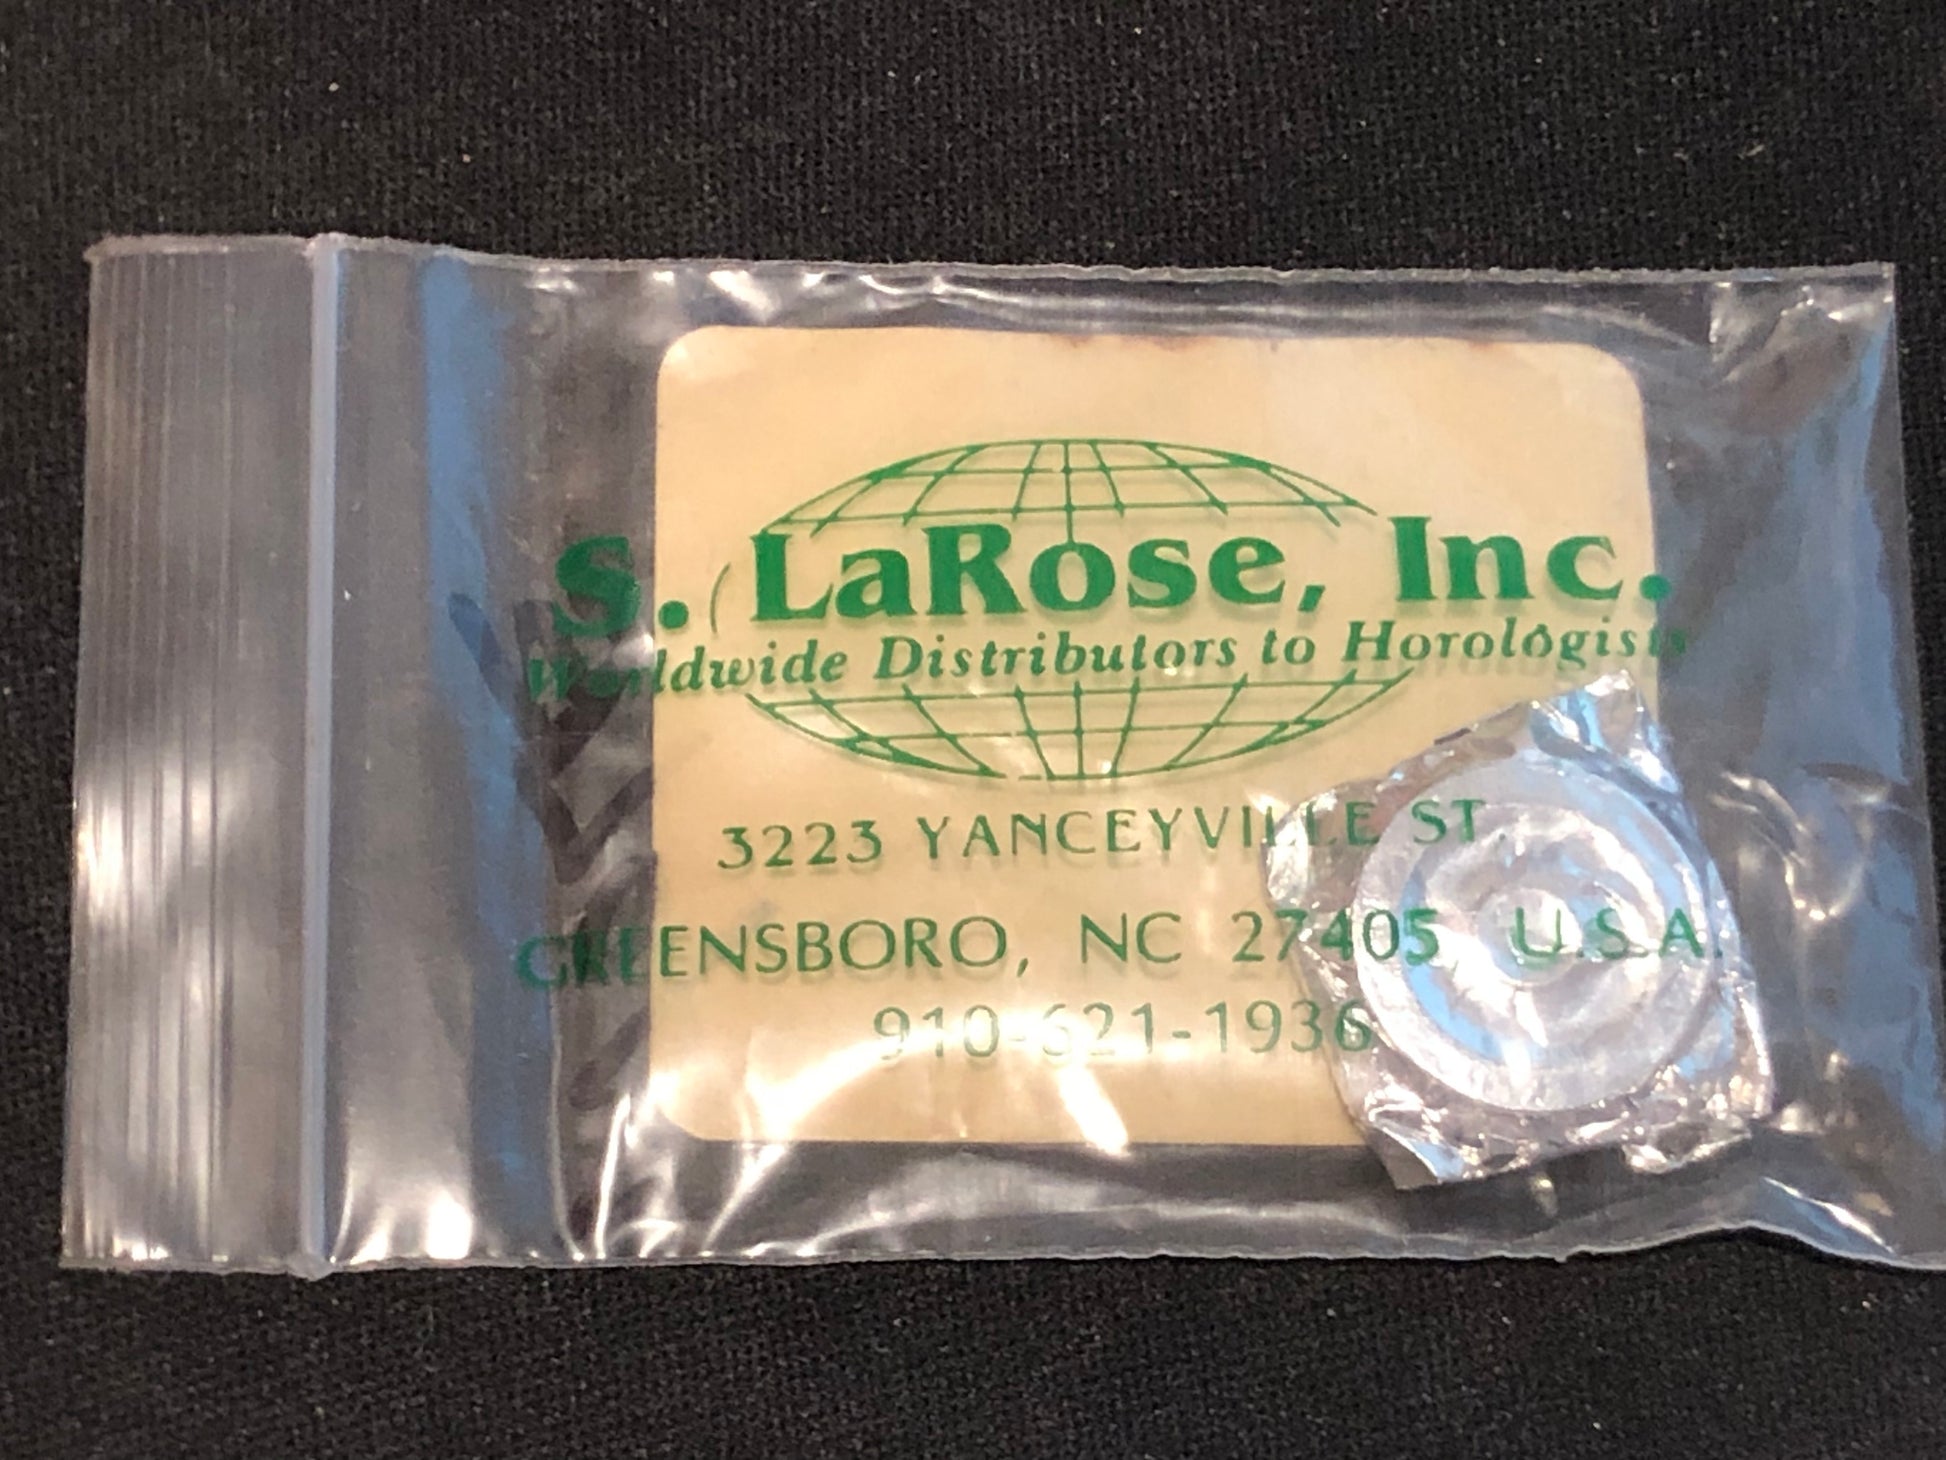 S. LaRose, Inc.
Worldwide Distributors to Horologists
3223 YANCEYVILLE ST.
GREENSBORO, NC 27405 U.S.A.
910-621-1936